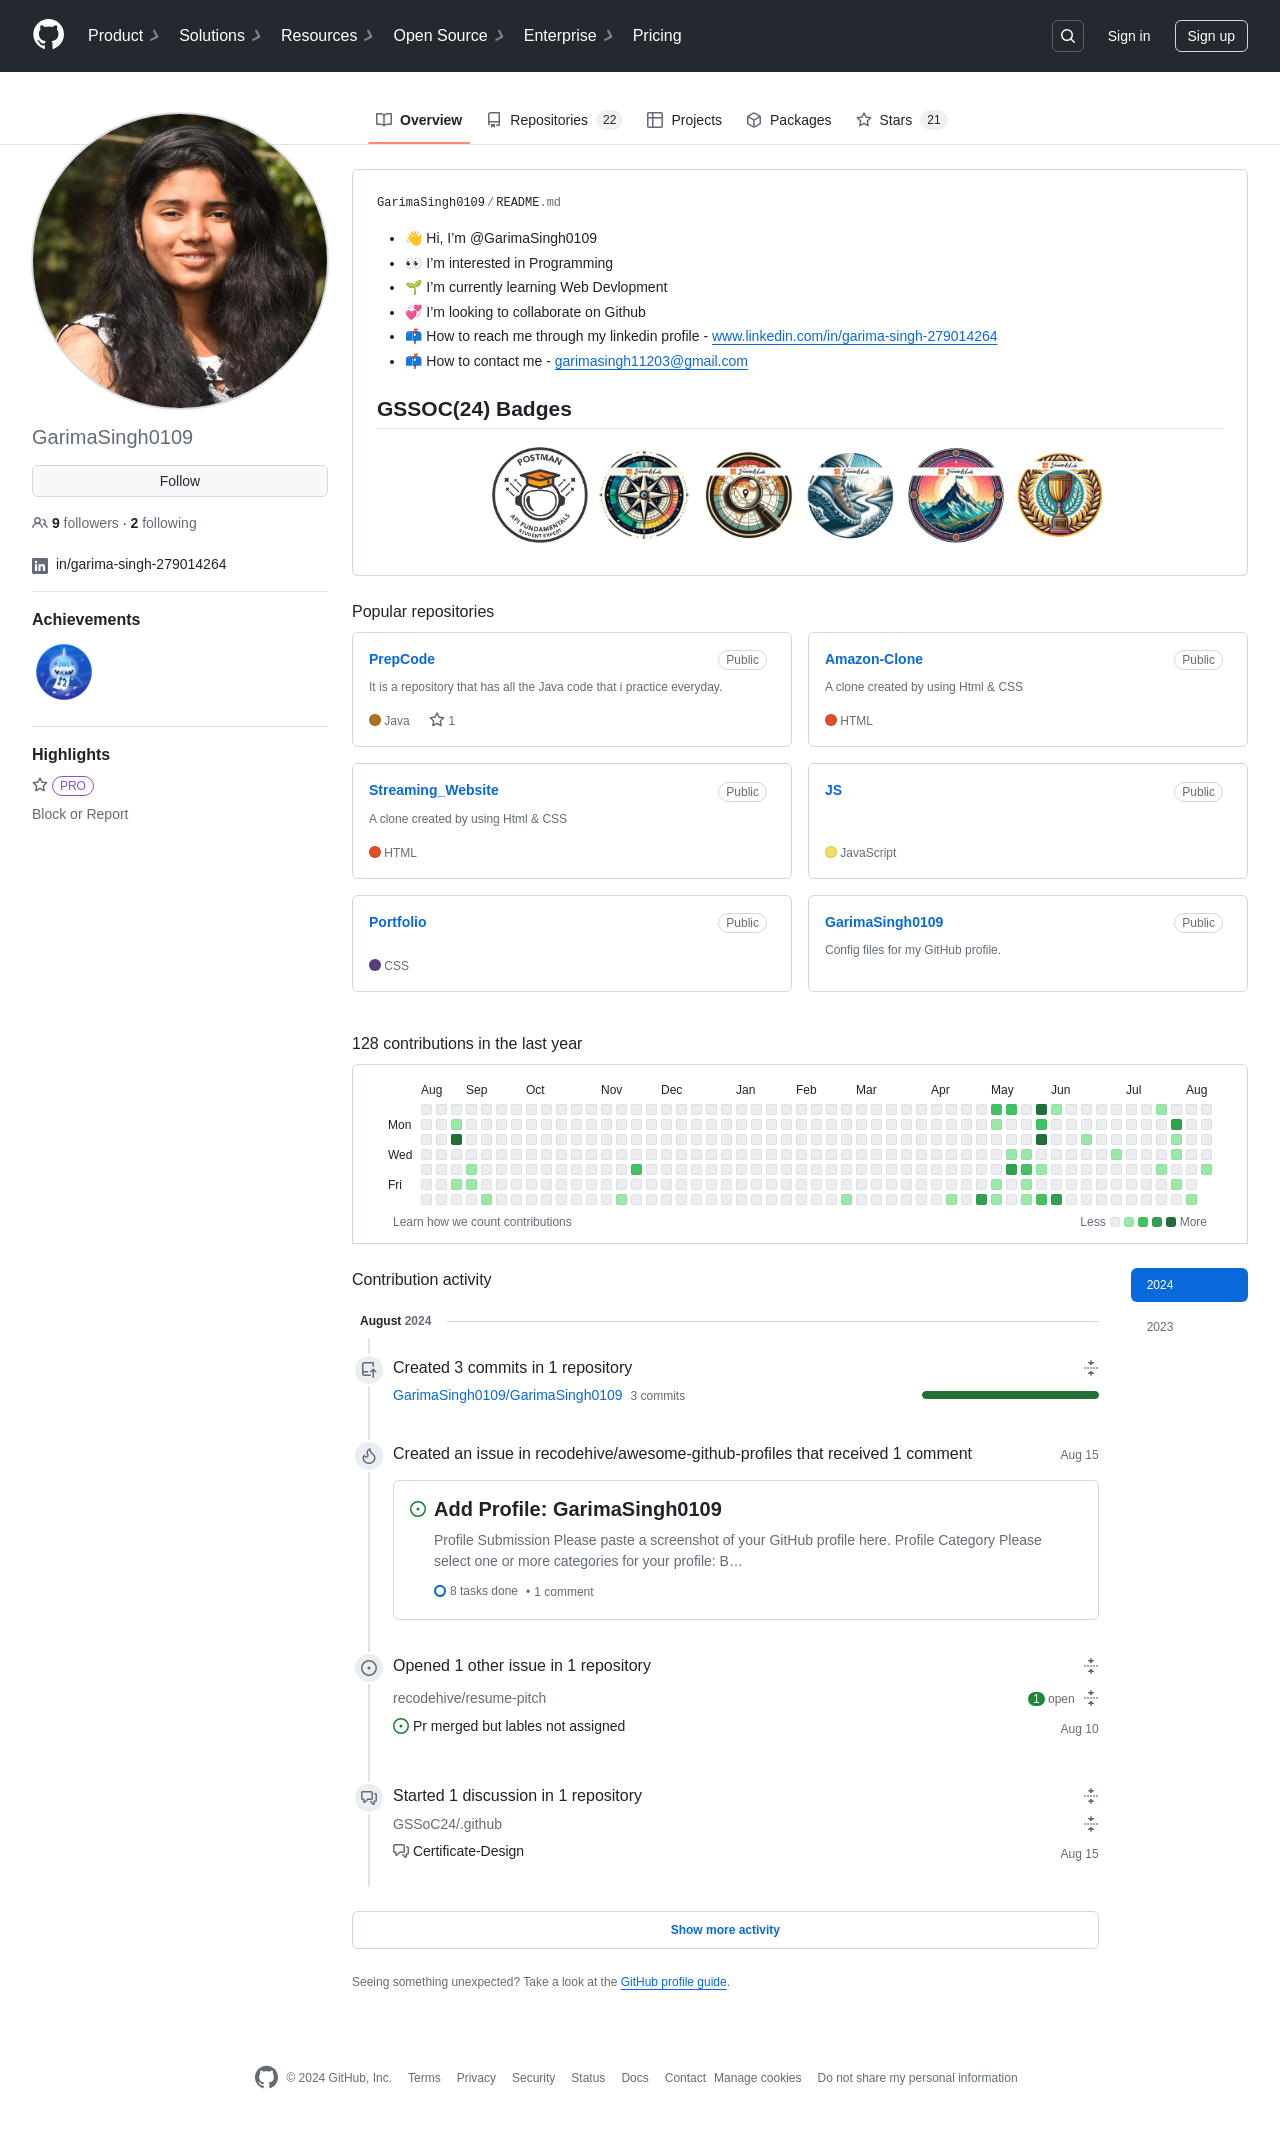 Product Solutions Resources Open Source Enterprise Pricing Sign in Sign up
Overview Repositories 22 Projects Packages Stars 21
GarimaSingh0109
Follow
9 followers · 2 following
in/garima-singh-279014264
Achievements
Highlights
PRO
Block or Report
GarimaSingh0109/README.md
👋 Hi, I’m @GarimaSingh0109
👀 I’m interested in Programming
🌱 I’m currently learning Web Devlopment
💞️ I’m looking to collaborate on Github
📫 How to reach me through my linkedin profile - www.linkedin.com/in/garima-singh-279014264
📫 How to contact me - garimasingh11203@gmail.com
GSSOC(24) Badges
POSTMAN
API FUNDAMENTALS
STUDENT EXPERT
Popular repositories
PrepCode Public
It is a repository that has all the Java code that i practice everyday.
Java 1
Amazon-Clone Public
A clone created by using Html & CSS
HTML
Streaming_Website Public
A clone created by using Html & CSS
HTML
JS Public
JavaScript
Portfolio Public
CSS
GarimaSingh0109 Public
Config files for my GitHub profile.
128 contributions in the last year
Aug Sep Oct Nov Dec Jan Feb Mar Apr May Jun Jul Aug
Mon
Wed
Fri
Learn how we count contributions Less More
Contribution activity
2024
2023
August 2024
Created 3 commits in 1 repository
GarimaSingh0109/GarimaSingh0109 3 commits
Created an issue in recodehive/awesome-github-profiles that received 1 comment Aug 15
Add Profile: GarimaSingh0109
Profile Submission Please paste a screenshot of your GitHub profile here. Profile Category Please
select one or more categories for your profile: B…
8 tasks done • 1 comment
Opened 1 other issue in 1 repository
recodehive/resume-pitch 1 open
Pr merged but lables not assigned Aug 10
Started 1 discussion in 1 repository
GSSoC24/.github
Certificate-Design Aug 15
Show more activity
Seeing something unexpected? Take a look at the GitHub profile guide.
© 2024 GitHub, Inc. Terms Privacy Security Status Docs Contact Manage cookies Do not share my personal information